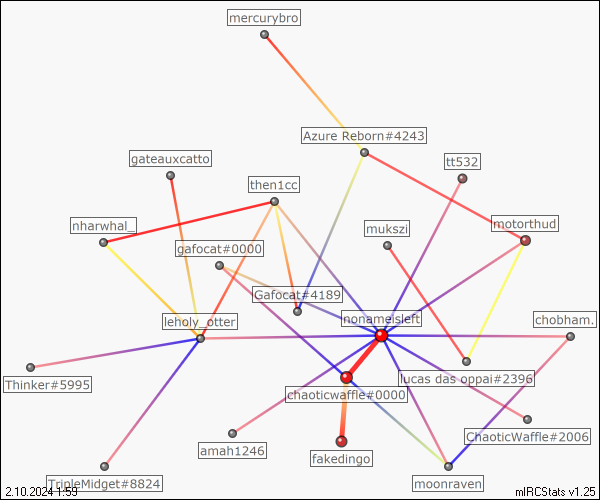 mercurybro
Azure Reborn#4243
gateauxcatto
tt532
then1cc
nharwhal_
mukszi
motorthud
gafocat#0000
Gafocat#4189
leholy_otter
nonameisleft
chobham.
Thinker#5995
lucas das oppai#2396
chaoticwaffle#0000
amah1246
ChaoticWaffle#2006
fakedingo
TripleMidget#8824
moonraven
2.10.2024 1:59
mIRCStats v1.25